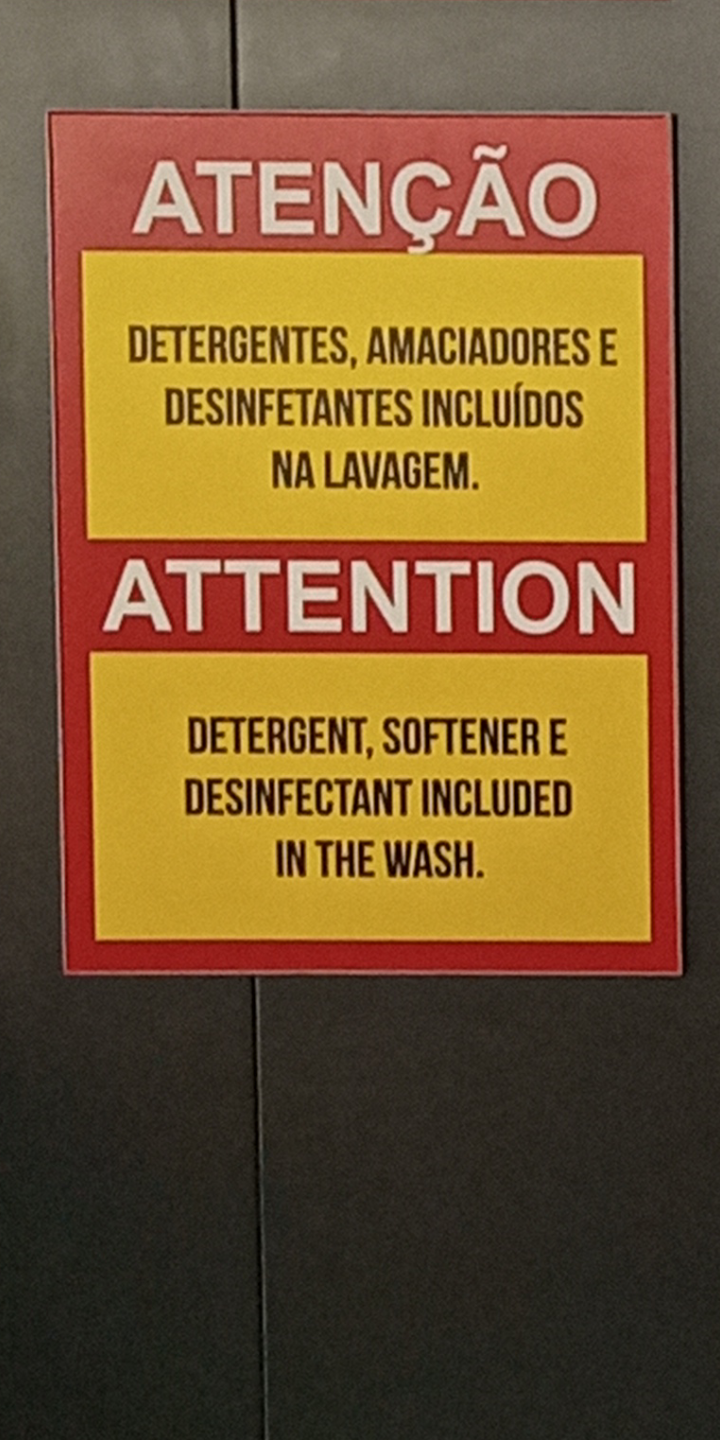 ATENÇÃO
DETERGENTES, AMACIADORES E
DESINFETANTES INCLUÍDOS
NA LAVAGEM.
ATTENTION
DETERGENT, SOFTENER E
DESINFECTANT INCLUDED
IN THE WASH.